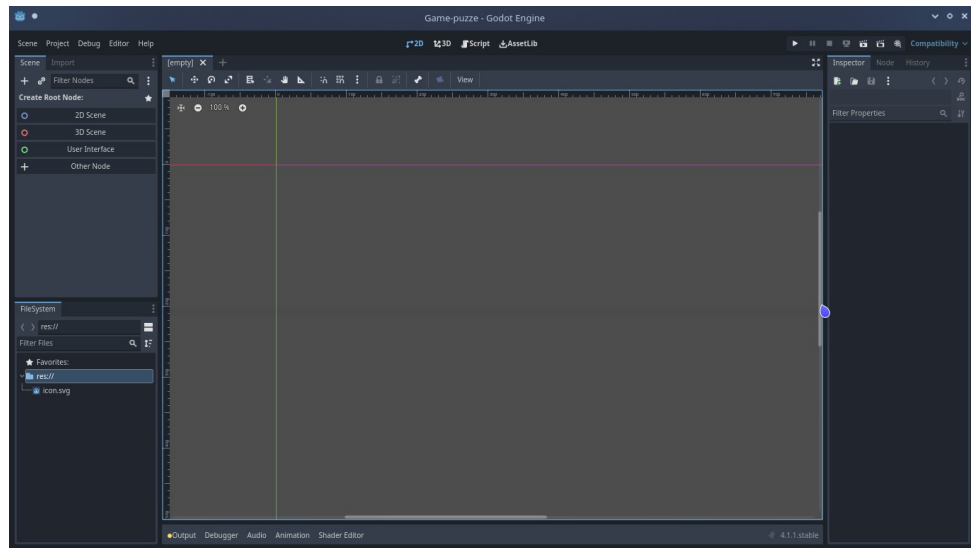 Game-puzze - Godot Engine
Scene Project Debug Editor Help
2D 3D Script AssetLib
Compatibility
Scene Import
[empty]
Inspector Node History
Filter Nodes
View
Create Root Node:
100 %
2D Scene
Filter Properties
3D Scene
User Interface
Other Node
FileSystem
res://
Filter Files
Favorites:
res://
icon.svg
Output Debugger Audio Animation Shader Editor
4.1.1.stable